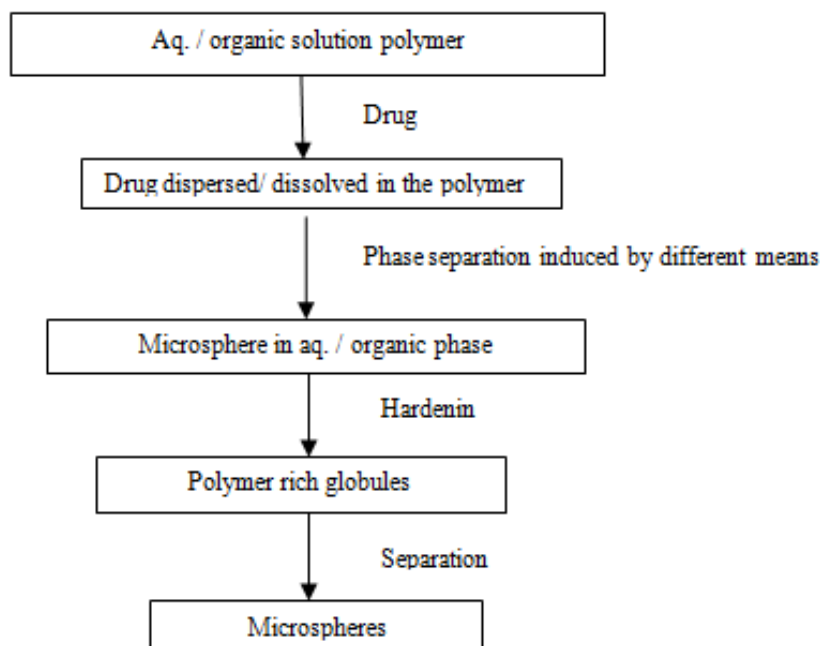 Aq. / organic solution polymer
Drug
Drug dispersed/ dissolved in the polymer
Phase separation induced by different means
Microsphere in aq. / organic phase
Hardenin
Polymer rich globules
Separation
Microspheres